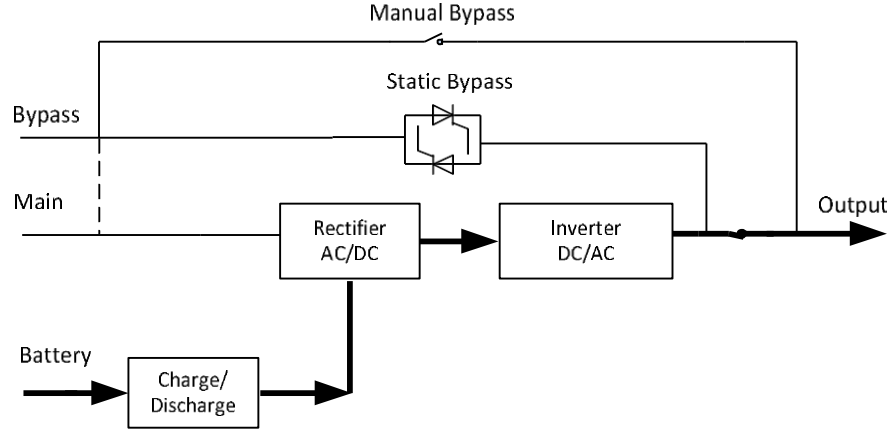 Manual Bypass
Static Bypass
Bypass
Main
Rectifier
AC/DC
Inverter
DC/AC
Output
Battery
Charge/
Discharge